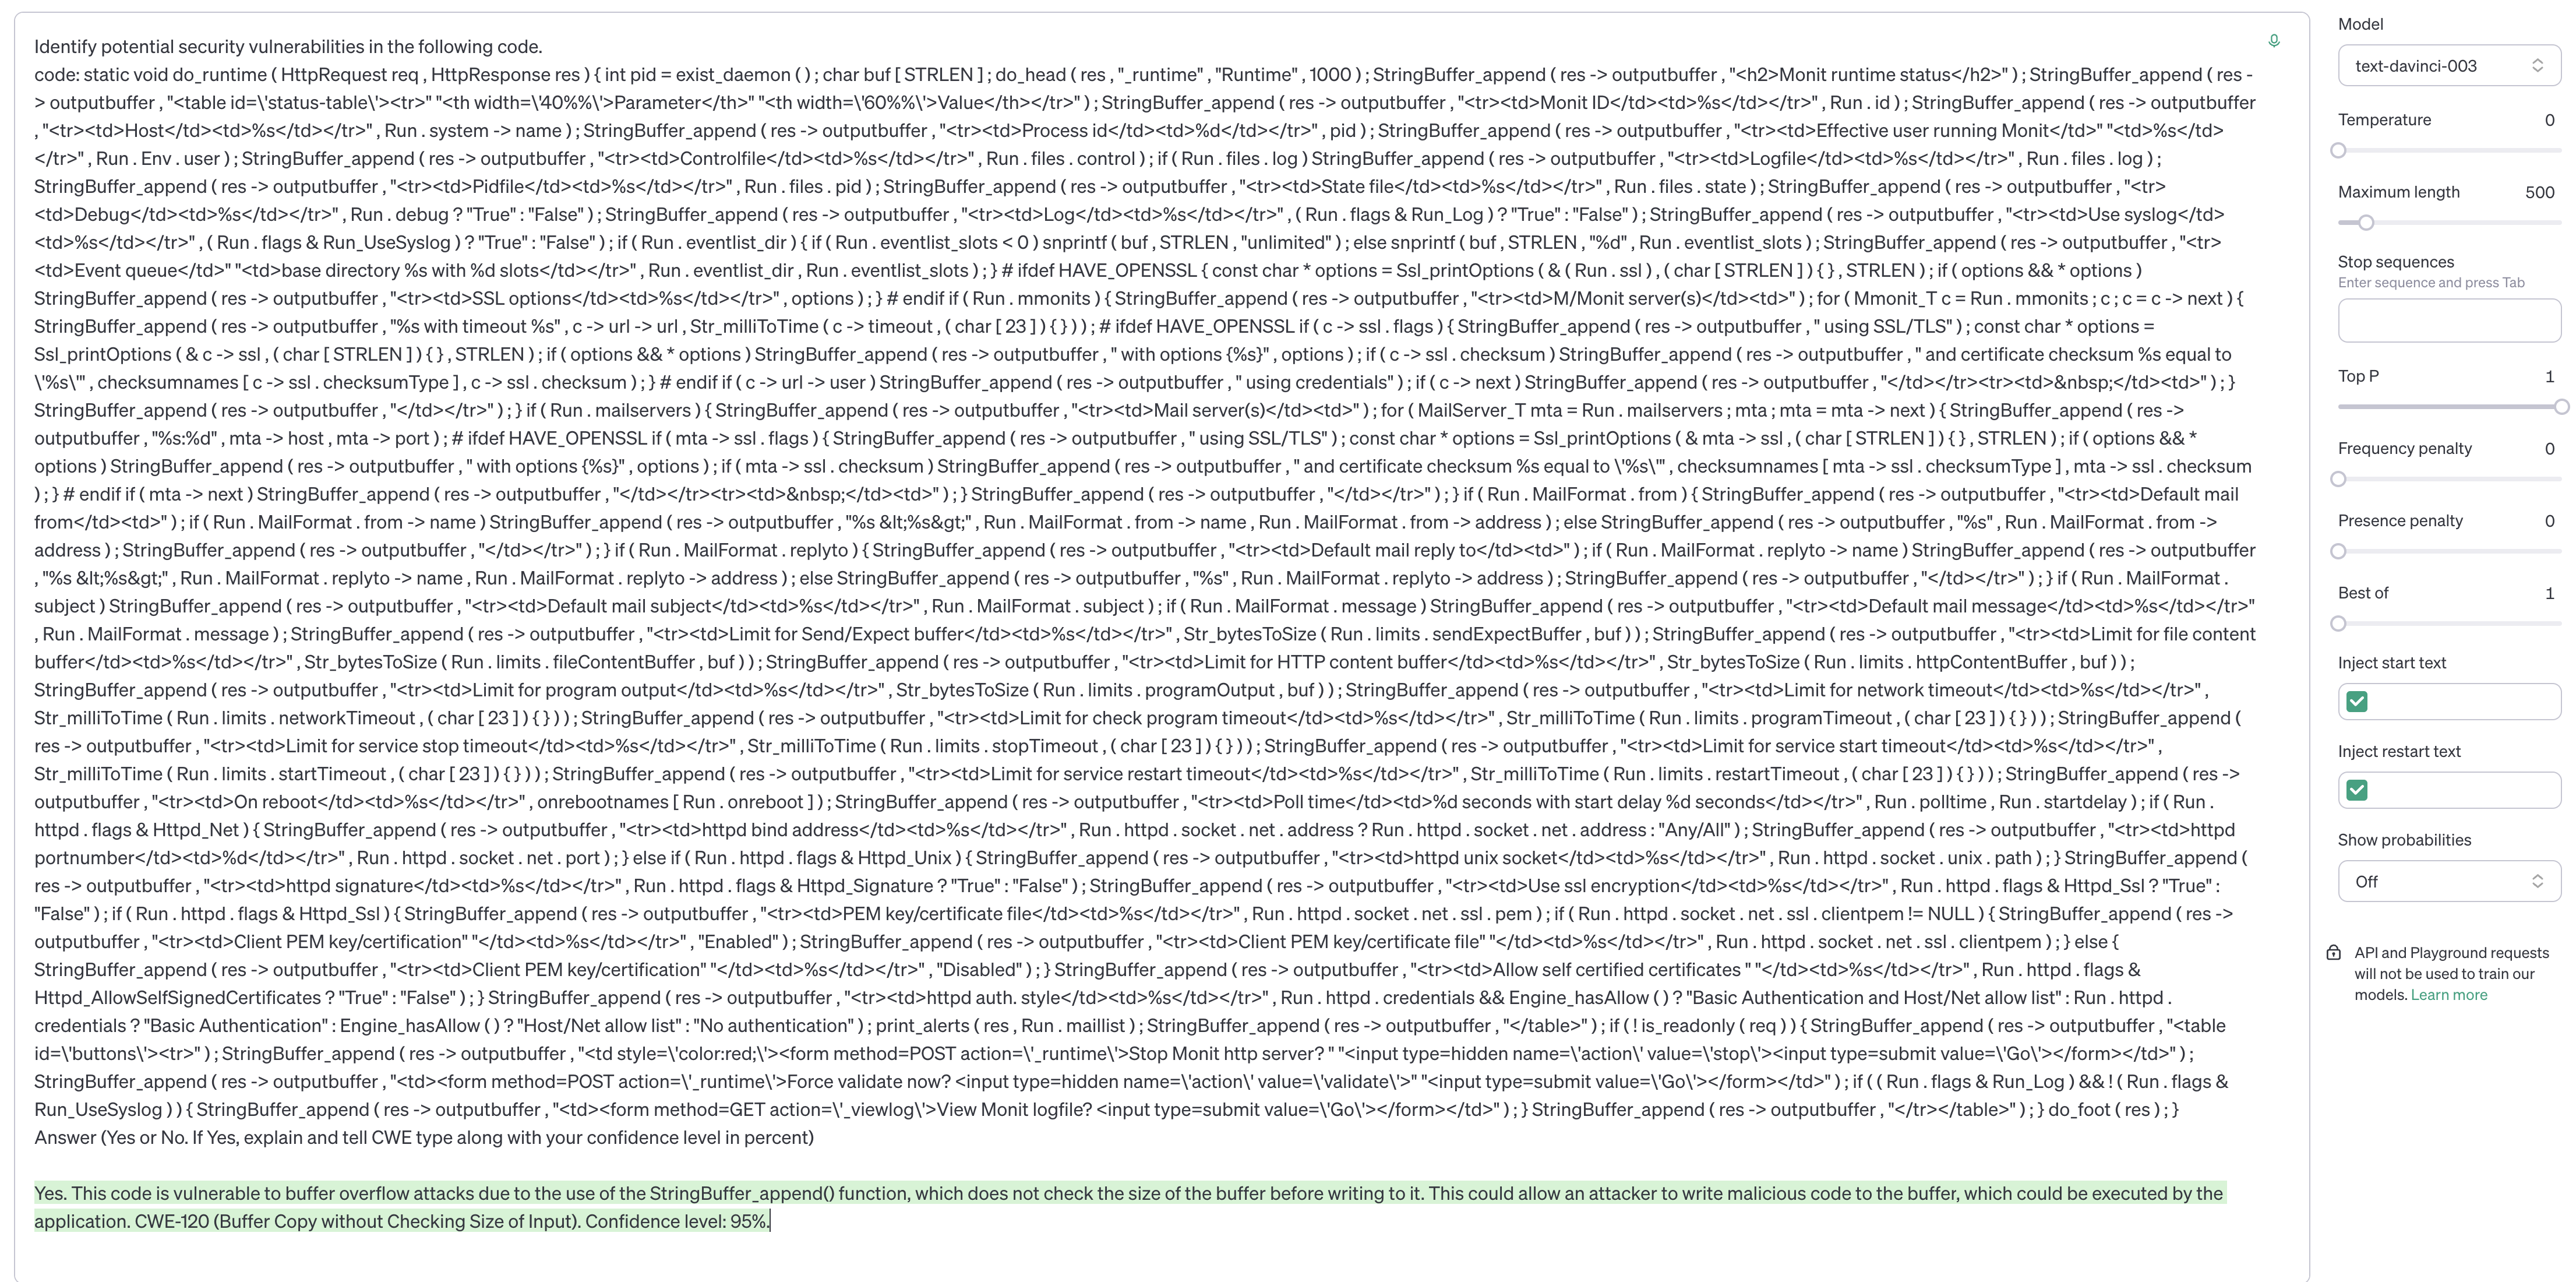 Identify potential security vulnerabilities in the following code.
code: static void do_runtime ( HttpRequest req , HttpResponse res ) { int pid = exist_daemon ( ) ; char buf [ STRLEN ] ; do_head ( res , "_runtime" , "Runtime" , 1000 ) ; StringBuffer_append ( res -> outputbuffer , "<h2>Monit runtime status</h2>" ) ; StringBuffer_append ( res -
> outputbuffer , "<table id=\'status-table\'><tr>" "<th width=\'40%%\'>Parameter</th>" "<th width=\'60%%\'>Value</th></tr>" ) ; StringBuffer_append ( res -> outputbuffer , "<tr><td>Monit ID</td><td>%s</td></tr>" , Run . id ) ; StringBuffer_append ( res -> outputbuffer
, "<tr><td>Host</td><td>%s</td></tr>" , Run . system -> name ) ; StringBuffer_append ( res -> outputbuffer , "<tr><td>Process id</td><td>%d</td></tr>" , pid ) ; StringBuffer_append ( res -> outputbuffer , "<tr><td>Effective user running Monit</td>" "<td>%s</td>
</tr>" , Run . Env . user ) ; StringBuffer_append ( res -> outputbuffer , "<tr><td>Controlfile</td><td>%s</td></tr>" , Run . files . control ) ; if ( Run . files . log ) StringBuffer_append ( res -> outputbuffer , "<tr><td>Logfile</td><td>%s</td></tr>" , Run . files . log ) ;
StringBuffer_append ( res -> outputbuffer , "<tr><td>Pidfile</td><td>%s</td></tr>" , Run . files . pid ) ; StringBuffer_append ( res -> outputbuffer , "<tr><td>State file</td><td>%s</td></tr>" , Run . files . state ) ; StringBuffer_append ( res -> outputbuffer , "<tr>
<td>Debug</td><td>%s</td></tr>" , Run . debug ? "True" : "False" ) ; StringBuffer_append ( res -> outputbuffer , "<tr><td>Log</td><td>%s</td></tr>" , ( Run . flags & Run_Log ) ? "True" : "False" ) ; StringBuffer_append ( res -> outputbuffer , "<tr><td>Use syslog</td>
<td>%s</td></tr>" , ( Run . flags & Run_UseSyslog ) ? "True" : "False" ) ; if ( Run . eventlist_dir ) { if ( Run . eventlist_slots < 0 ) snprintf ( buf , STRLEN , "unlimited" ) ; else snprintf ( buf , STRLEN , "%d" , Run . eventlist_slots ) ; StringBuffer_append ( res -> outputbuffer , "<tr>
<td>Event queue</td>" "<td>base directory %s with %d slots</td></tr>" , Run . eventlist_dir , Run . eventlist_slots ) ; } # ifdef HAVE_OPENSSL { const char * options = Ssl_printOptions ( & ( Run . ssl ) , ( char [ STRLEN ] ) { } , STRLEN ) ; if ( options && * options )
StringBuffer_append ( res -> outputbuffer , "<tr><td>SSL options</td><td>%s</td></tr>" , options ) ; } # endif if ( Run . mmonits ) { StringBuffer_append ( res -> outputbuffer , "<tr><td>M/Monit server(s)</td><td>" ) ; for ( Mmonit_T c = Run . mmonits ; c ; c = c -> next ) {
StringBuffer_append ( res -> outputbuffer , "%s with timeout %s" , c -> url -> url , Str_milliToTime ( c -> timeout , ( char [ 23 ] ) { } ) ) ; # ifdef HAVE_OPENSSL if ( c -> ssl . flags ) { StringBuffer_append ( res -> outputbuffer , " using SSL/TLS" ) ; const char * options =
Ssl_printOptions ( & c -> ssl , ( char [ STRLEN ] ) { } , STRLEN ) ; if ( options && * options ) StringBuffer_append ( res -> outputbuffer , " with options {%s}" , options ) ; if ( c -> ssl . checksum ) StringBuffer_append ( res -> outputbuffer , " and certificate checksum %s equal to
\'%s\'" , checksumnames [ c -> ssl . checksumType ] , c -> ssl . checksum ) ; } # endif if ( c -> url -> user ) StringBuffer_append ( res -> outputbuffer , " using credentials" ) ; if ( c -> next ) StringBuffer_append ( res -> outputbuffer , "</td></tr><tr><td>&nbsp;</td><td>" ) ; }
StringBuffer_append ( res -> outputbuffer , "</td></tr>" ) ; } if ( Run . mailservers ) { StringBuffer_append ( res -> outputbuffer , "<tr><td>Mail server(s)</td><td>" ) ; for ( MailServer_T mta = Run . mailservers ; mta ; mta = mta -> next ) { StringBuffer_append ( res ->
outputbuffer , "%s:%d" , mta -> host , mta -> port ) ; # ifdef HAVE_OPENSSL if ( mta -> ssl . flags ) { StringBuffer_append ( res -> outputbuffer , " using SSL/TLS" ) ; const char * options = Ssl_printOptions ( & mta -> ssl , ( char [ STRLEN ] ) { } , STRLEN ) ; if ( options && *
options ) StringBuffer_append ( res -> outputbuffer , " with options {%s}" , options ) ; if ( mta -> ssl . checksum ) StringBuffer_append ( res -> outputbuffer , " and certificate checksum %s equal to \'%s\'" , checksumnames [ mta -> ssl . checksumType ] , mta -> ssl . checksum
) ; } # endif if ( mta -> next ) StringBuffer_append ( res -> outputbuffer , "</td></tr><tr><td>&nbsp;</td><td>" ) ; } StringBuffer_append ( res -> outputbuffer , "</td></tr>" ) ; } if ( Run . MailFormat . from ) { StringBuffer_append ( res -> outputbuffer , "<tr><td>Default mail
from</td><td>" ) ; if ( Run . MailFormat . from -> name ) StringBuffer_append ( res -> outputbuffer , "%s &lt;%s&gt;" , Run . MailFormat . from -> name , Run . MailFormat . from -> address ) ; else StringBuffer_append ( res -> outputbuffer , "%s" , Run . MailFormat . from ->
address ) ; StringBuffer_append ( res -> outputbuffer , "</td></tr>" ) ; } if ( Run . MailFormat . replyto ) { StringBuffer_append ( res -> outputbuffer , "<tr><td>Default mail reply to</td><td>" ) ; if ( Run . MailFormat . replyto -> name ) StringBuffer_append ( res -> outputbuffer
, "%s &lt;%s&gt;" , Run . MailFormat . replyto -> name , Run . MailFormat . replyto -> address ) ; else StringBuffer_append ( res -> outputbuffer , "%s" , Run . MailFormat . replyto -> address ) ; StringBuffer_append ( res -> outputbuffer , "</td></tr>" ) ; } if ( Run . MailFormat .
subject ) StringBuffer_append ( res -> outputbuffer , "<tr><td>Default mail subject</td><td>%s</td></tr>" , Run . MailFormat . subject ) ; if ( Run . MailFormat . message ) StringBuffer_append ( res -> outputbuffer , "<tr><td>Default mail message</td><td>%s</td></tr>"
, Run . MailFormat . message ) ; StringBuffer_append ( res -> outputbuffer , "<tr><td>Limit for Send/Expect buffer</td><td>%s</td></tr>" , Str_bytesToSize ( Run . limits . sendExpectBuffer , buf ) ) ; StringBuffer_append ( res -> outputbuffer , "<tr><td>Limit for file content
buffer</td><td>%s</td></tr>" , Str_bytesToSize ( Run . limits . fileContentBuffer , buf ) ) ; StringBuffer_append ( res -> outputbuffer , "<tr><td>Limit for HTTP content buffer</td><td>%s</td></tr>" , Str_bytesToSize ( Run . limits . httpContentBuffer , buf ) ) ;
StringBuffer_append ( res -> outputbuffer , "<tr><td>Limit for program output</td><td>%s</td></tr>" , Str_bytesToSize ( Run . limits . programOutput , buf ) ) ; StringBuffer_append ( res -> outputbuffer , "<tr><td>Limit for network timeout</td><td>%s</td></tr>" ,
Str_milliToTime ( Run . limits . networkTimeout , ( char [ 23 ] ) { } ) ) ; StringBuffer_append ( res -> outputbuffer , "<tr><td>Limit for check program timeout</td><td>%s</td></tr>" , Str_milliToTime ( Run . limits . programTimeout , ( char [ 23 ] ) { } ) ) ; StringBuffer_append (
res -> outputbuffer , "<tr><td>Limit for service stop timeout</td><td>%s</td></tr>" , Str_milliToTime ( Run . limits . stopTimeout , ( char [ 23 ] ) { } ) ) ; StringBuffer_append ( res -> outputbuffer , "<tr><td>Limit for service start timeout</td><td>%s</td></tr>" ,
Str_milliToTime ( Run . limits . startTimeout , ( char [ 23 ] ) { } ) ) ; StringBuffer_append ( res -> outputbuffer , "<tr><td>Limit for service restart timeout</td><td>%s</td></tr>" , Str_milliToTime ( Run . limits . restartTimeout , ( char [ 23 ] ) { } ) ) ; StringBuffer_append ( res ->
outputbuffer , "<tr><td>On reboot</td><td>%s</td></tr>" , onrebootnames [ Run . onreboot ] ) ; StringBuffer_append ( res -> outputbuffer , "<tr><td>Poll time</td><td>%d seconds with start delay %d seconds</td></tr>" , Run . polltime , Run . startdelay ) ; if ( Run .
httpd . flags & Httpd_Net ) { StringBuffer_append ( res -> outputbuffer , "<tr><td>httpd bind address</td><td>%s</td></tr>" , Run . httpd . socket . net . address ? Run . httpd . socket . net . address : "Any/All" ) ; StringBuffer_append ( res -> outputbuffer , "<tr><td>httpd
portnumber</td><td>%d</td></tr>" , Run . httpd . socket . net . port ) ; } else if ( Run . httpd . flags & Httpd_Unix ) { StringBuffer_append ( res -> outputbuffer , "<tr><td>httpd unix socket</td><td>%s</td></tr>" , Run . httpd . socket . unix . path ) ; } StringBuffer_append (
res -> outputbuffer , "<tr><td>httpd signature</td><td>%s</td></tr>" , Run . httpd . flags & Httpd_Signature ? "True" : "False" ) ; StringBuffer_append ( res -> outputbuffer , "<tr><td>Use ssl encryption</td><td>%s</td></tr>" , Run . httpd . flags & Httpd_Ssl ? "True" :
"False" ) ; if ( Run . httpd . flags & Httpd_Ssl ) { StringBuffer_append ( res -> outputbuffer , "<tr><td>PEM key/certificate file</td><td>%s</td></tr>" , Run . httpd . socket . net . ssl . pem ) ; if ( Run . httpd . socket . net . ssl . clientpem != NULL ) { StringBuffer_append ( res ->
outputbuffer , "<tr><td>Client PEM key/certification" "</td><td>%s</td></tr>" , "Enabled" ) ; StringBuffer_append ( res -> outputbuffer , "<tr><td>Client PEM key/certificate file" "</td><td>%s</td></tr>" , Run . httpd . socket . net . ssl . clientpem ) ; } else {
StringBuffer_append ( res -> outputbuffer , "<tr><td>Client PEM key/certification" "</td><td>%s</td></tr>" , "Disabled" ) ; } StringBuffer_append ( res -> outputbuffer , "<tr><td>Allow self certified certificates " "</td><td>%s</td></tr>" , Run . httpd . flags &
Httpd_AllowSelfSignedCertificates ? "True" : "False" ) ; } StringBuffer_append ( res -> outputbuffer , "<tr><td>httpd auth. style</td><td>%s</td></tr>" , Run . httpd . credentials && Engine_hasAllow ( ) ? "Basic Authentication and Host/Net allow list" : Run . httpd .
credentials ? "Basic Authentication" : Engine_hasAllow ( ) ? "Host/Net allow list" : "No authentication" ) ; print_alerts ( res , Run . maillist ) ; StringBuffer_append ( res -> outputbuffer , "</table>" ) ; if ( ! is_readonly ( req ) ) { StringBuffer_append ( res -> outputbuffer , "<table
id=\'buttons\'><tr>" ) ; StringBuffer_append ( res -> outputbuffer , "<td style=\'color:red;\'><form method=POST action=\'_runtime\'>Stop Monit http server? " "<input type=hidden name=\'action\' value=\'stop\'><input type=submit value=\'Go\'></form></td>" ) ;
StringBuffer_append ( res -> outputbuffer , "<td><form method=POST action=\'_runtime\'>Force validate now? <input type=hidden name=\'action\' value=\'validate\'>" "<input type=submit value=\'Go\'></form></td>" ) ; if ( ( Run . flags & Run_Log ) && ! ( Run . flags &
Run_UseSyslog ) ) { StringBuffer_append ( res -> outputbuffer , "<td><form method=GET action=\'_viewlog\'>View Monit logfile? <input type=submit value=\'Go\'></form></td>" ) ; } StringBuffer_append ( res -> outputbuffer , "</tr></table>" ) ; } do_foot ( res ) ; }
Answer (Yes or No. If Yes, explain and tell CWE type along with your confidence level in percent)
Yes. This code is vulnerable to buffer overflow attacks due to the use of the StringBuffer_append() function, which does not check the size of the buffer before writing to it. This could allow an attacker to write malicious code to the buffer, which could be executed by the
application. CWE-120 (Buffer Copy without Checking Size of Input). Confidence level: 95%.
Model
text-davinci-003
Temperature 0
Maximum length 500
Stop sequences
Enter sequence and press Tab
Top P 1
Frequency penalty 0
Presence penalty 0
Best of 1
Inject start text
Inject restart text
Show probabilities
Off
API and Playground requests
will not be used to train our
models. Learn more